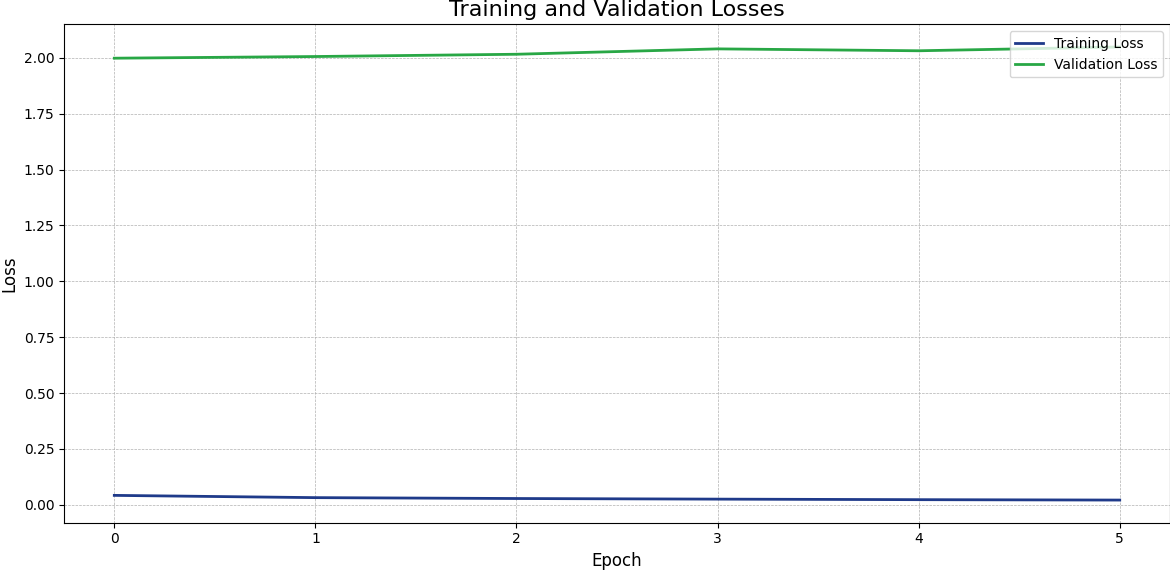 Training and Validation Losses
Loss
2.00
1.75
1.50
1.25
1.00
0.75
0.50
0.25
0.00
Training Loss
Validation Loss
0 1 2 3 4 5
Epoch